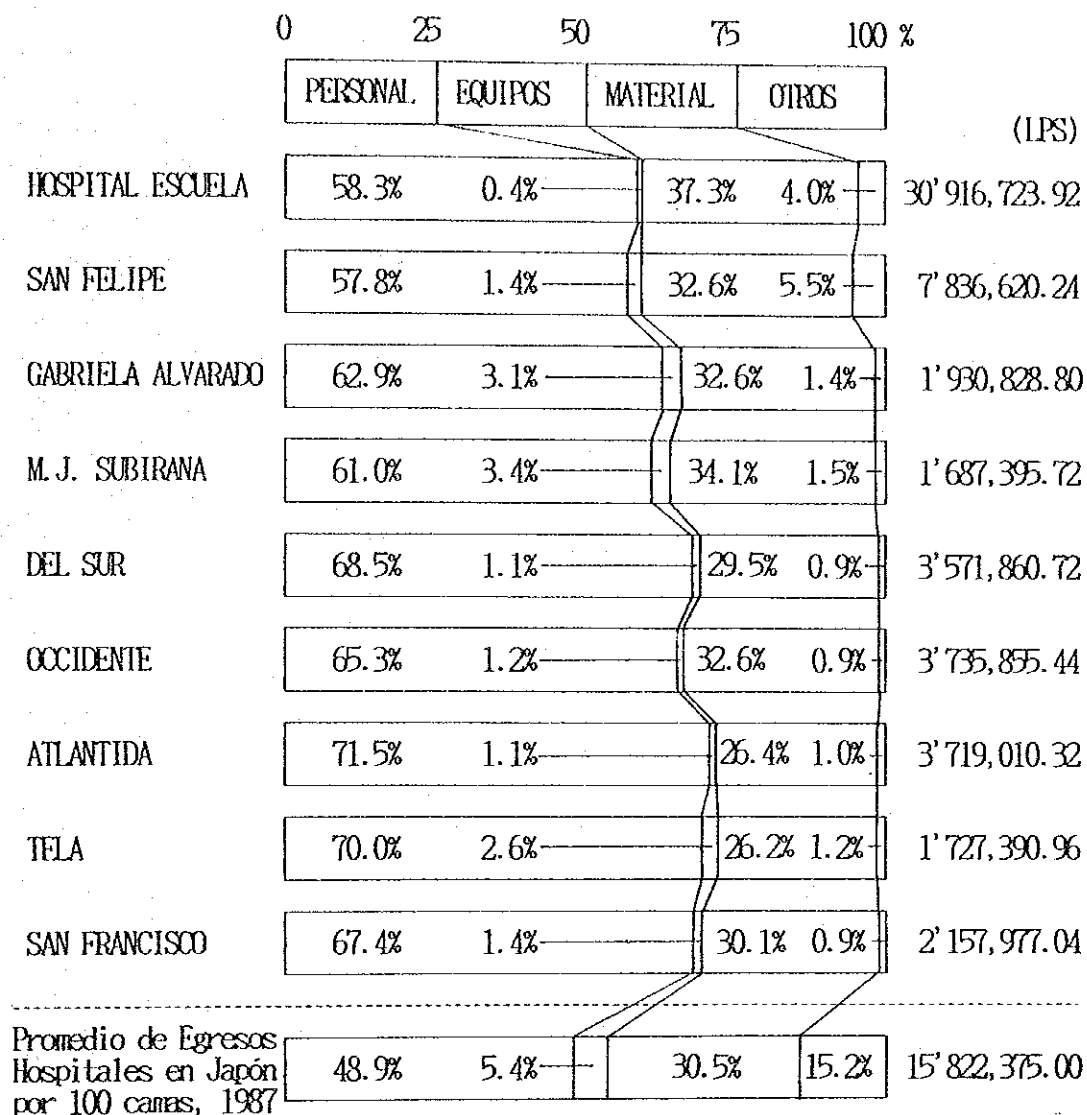 0 25 50 75 100 %
PERSONAL EQUIPOS MATERIAL OTROS
(LPS)
HOSPITAL ESCUELA 58.3% 0.4% 37.3% 4.0% 30'916,723.92
SAN FELIPE 57.8% 1.4% 32.6% 5.5% 7'836,620.24
GABRIELA ALVARADO 62.9% 3.1% 32.6% 1.4% 1'930,828.80
M.J. SUBIRANA 61.0% 3.4% 34.1% 1.5% 1'687,395.72
DEL SUR 68.5% 1.1% 29.5% 0.9% 3'571,860.72
OCCIDENTE 65.3% 1.2% 32.6% 0.9% 3'735,855.44
ATLANTIDA 71.5% 1.1% 26.4% 1.0% 3'719,010.32
TELA 70.0% 2.6% 26.2% 1.2% 1'727,390.96
SAN FRANCISCO 67.4% 1.4% 30.1% 0.9% 2'157,977.04
Promedio de Egresos
Hospitales en Japón 48.9% 5.4% 30.5% 15.2% 15'822,375.00
por 100 camas, 1987